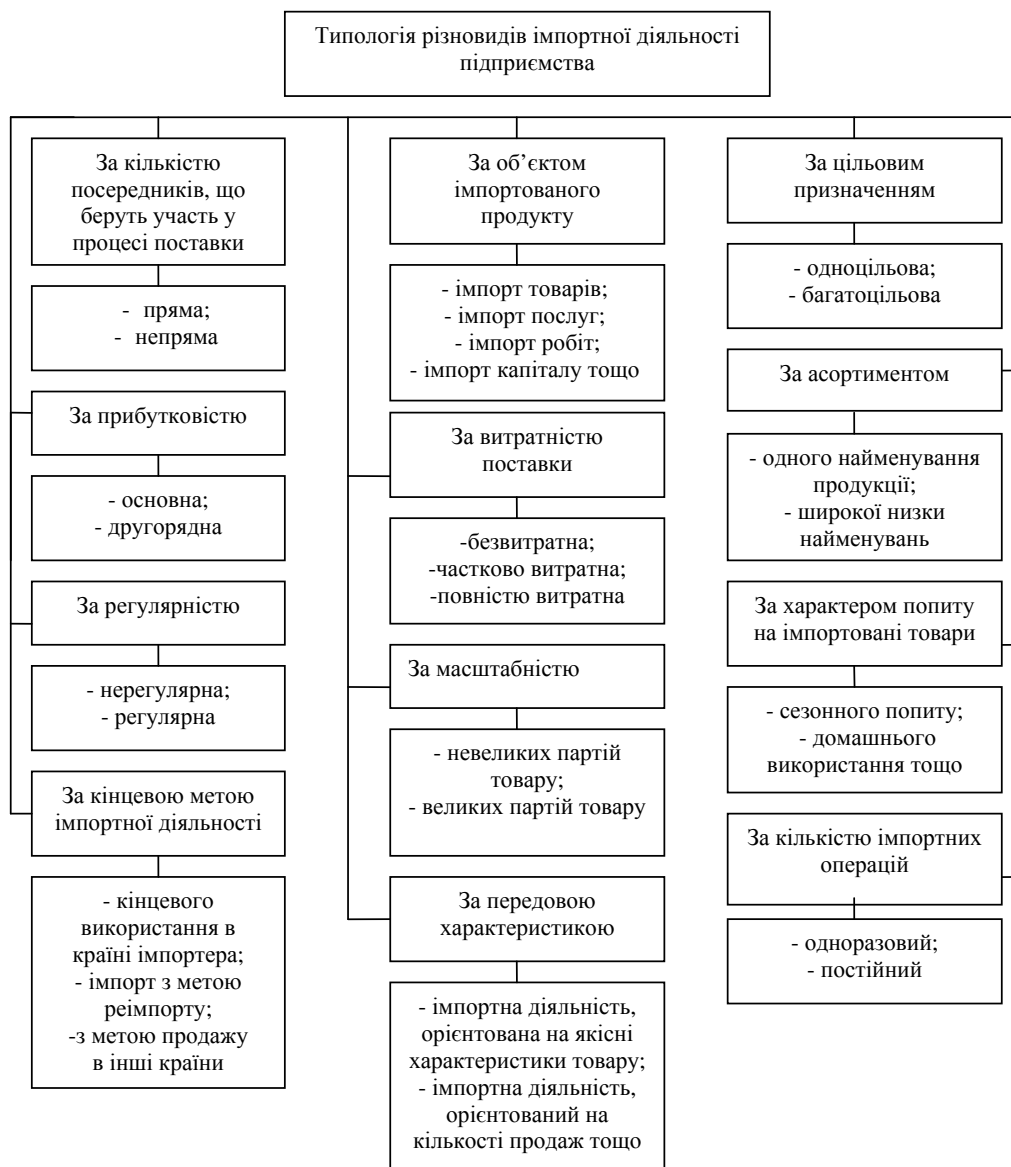 Типологія різновидів імпортної діяльності
підприємства
За кількістю
посередників, що
беруть участь у
процесі поставки
- пряма;
- непряма
За прибутковістю
- основна;
- другорядна
За регулярністю
- нерегулярна;
- регулярна
За кінцевою метою
імпортної діяльності
- кінцевого
використання в
країні імпортера;
- імпорт з метою
реімпорту;
-з метою продажу
в інші країни
За об’єктом
імпортованого
продукту
- імпорт товарів;
- імпорт послуг;
- імпорт робіт;
- імпорт капіталу тощо
За витратністю
поставки
-безвитратна;
-частково витратна;
-повністю витратна
За масштабністю
- невеликих партій
товару;
- великих партій товару
За передовою
характеристикою
- імпортна діяльність,
орієнтована на якісні
характеристики товару;
- імпортна діяльність,
орієнтований на
кількості продаж тощо
За цільовим
призначенням
- одноцільова;
- багатоцільова
За асортиментом
- одного найменування
продукції;
- широкої низки
найменувань
За характером попиту
на імпортовані товари
- сезонного попиту;
- домашнього
використання тощо
За кількістю імпортних
операцій
- одноразовий;
- постійний